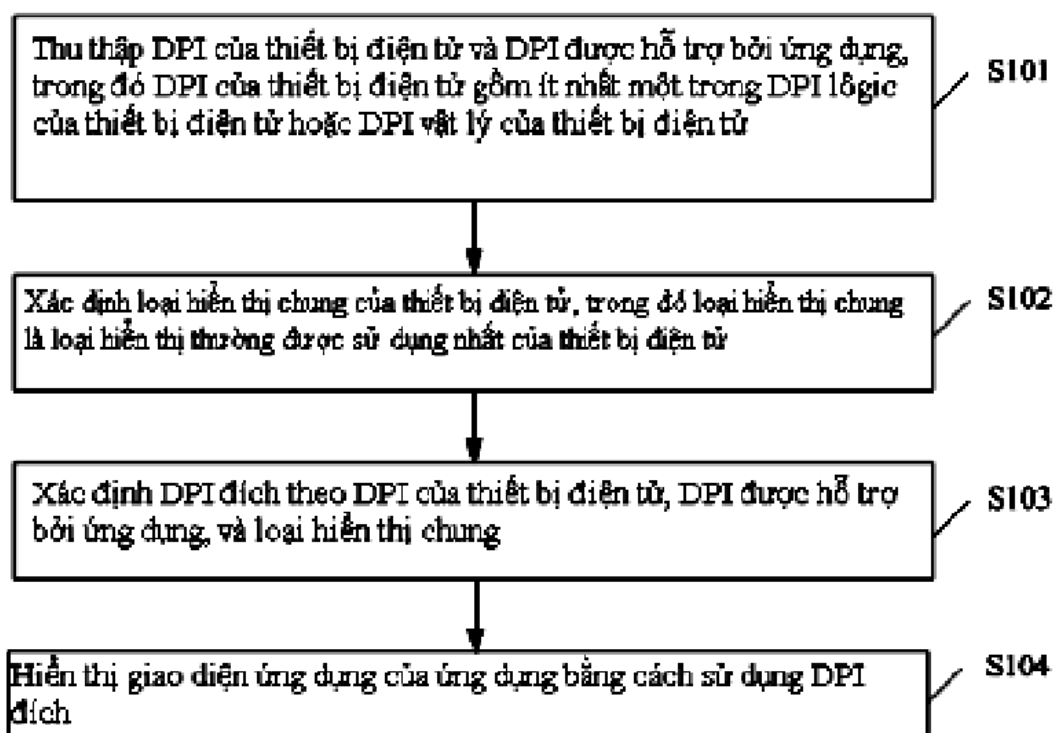 Thu thập DPI của thiết bị điện tử và DPI được hỗ trợ bởi ứng dụng,
trong đó DPI của thiết bị điện tử gồm ít nhất một trong DPI lôgic
của thiết bị điện tử hoặc DPI vật lý của thiết bị điện tử
S101
Xác định loại hiển thị chung của thiết bị điện tử, trong đó loại hiển thị chung
là loại hiển thị thường được sử dụng nhất của thiết bị điện tử
S102
Xác định DPI đích theo DPI của thiết bị điện tử, DPI được hỗ trợ
bởi ứng dụng, và loại hiển thị chung
S103
Hiển thị giao diện ứng dụng của ứng dụng bằng cách sử dụng DPI
đích
S104